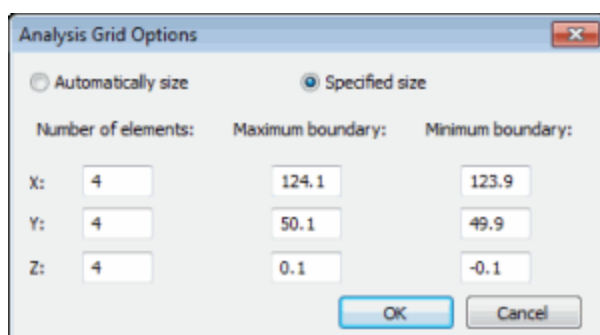 Analysis Grid Options
Automatically size Specified size
Number of elements: Maximum boundary: Minimum boundary:
X: 4 124.1 123.9
Y: 4 50.1 49.9
Z: 4 0.1 -0.1
OK Cancel